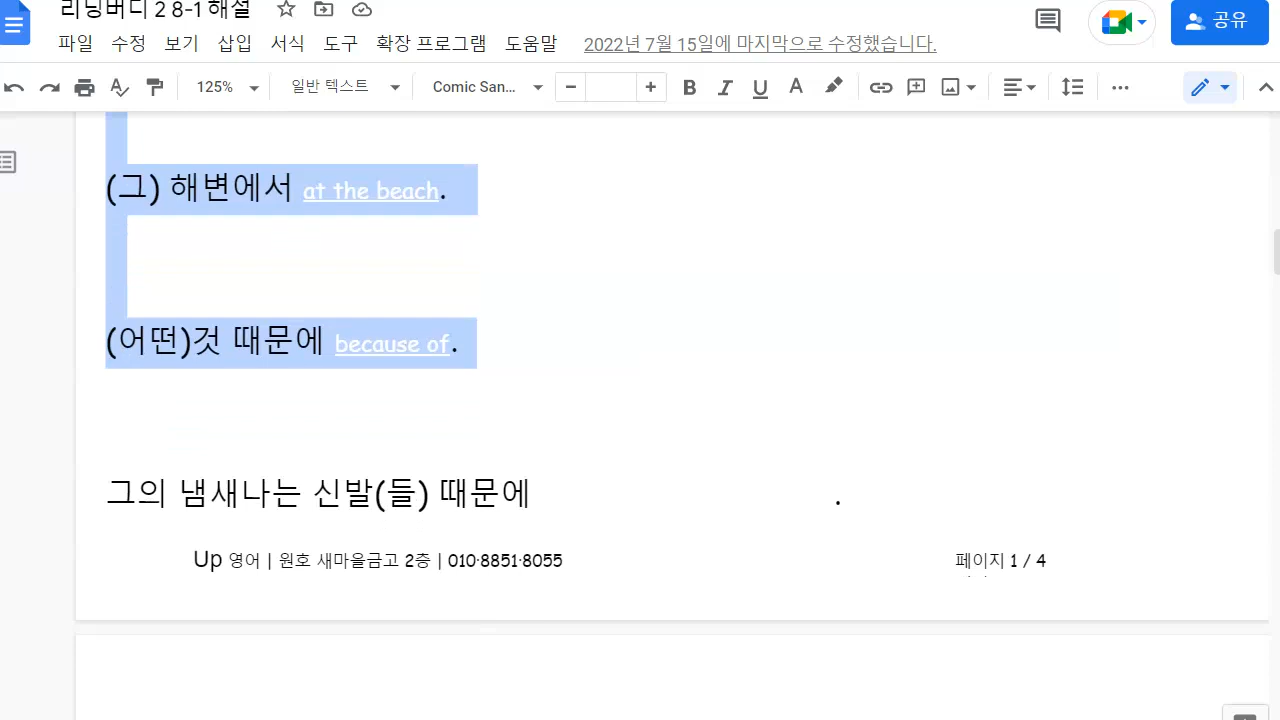 리닝버디 2 8-1 해설
파일 수정 보기 삽입 서식 도구 확장 프로그램 도움말 2022년 7월 15일에 마지막으로 수정했습니다.
공유
125% 일반 텍스트 Comic San... B I U A
(그) 해변에서 at the beach.
(어떤)것 때문에 because of.
그의 냄새나는 신발(들) 때문에 .
Up 영어 | 원호 새마을금고 2층 | 010·8851·8055 페이지 1 / 4